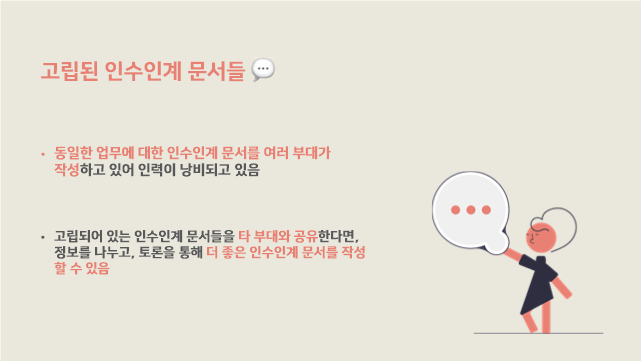 고립된 인수인계 문서들 💬
• 동일한 업무에 대한 인수인계 문서를 여러 부대가
작성하고 있어 인력이 낭비되고 있음
• 고립되어 있는 인수인계 문서들을 타 부대와 공유한다면,
정보를 나누고, 토론을 통해 더 좋은 인수인계 문서를 작성
할 수 있음